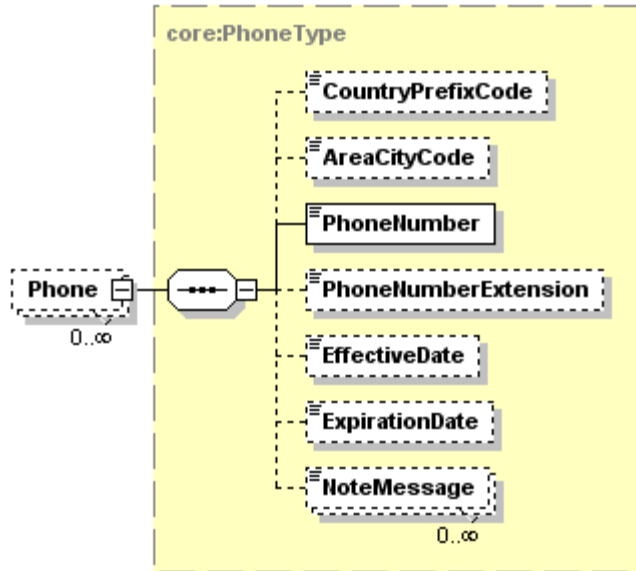 core:PhoneType
CountryPrefixCode
AreaCityCode
PhoneNumber
Phone
0..∞
PhoneNumberExtension
EffectiveDate
ExpirationDate
NoteMessage
0..∞